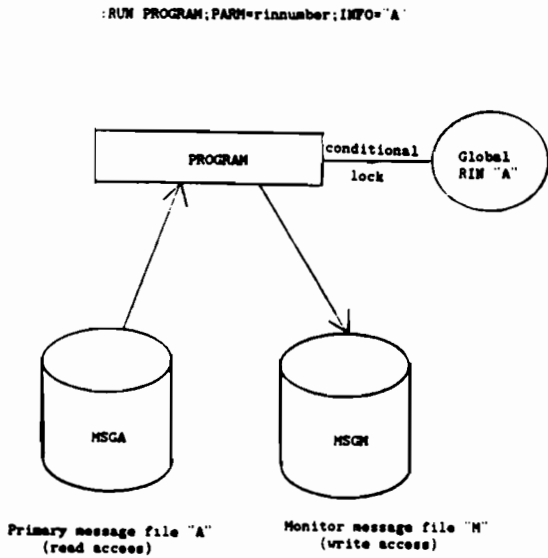 :RUN PROGRAM;PARM=rinnumber;INFO="A"
PROGRAM
conditional
lock
Global
RIN "A"
MSGA
MSGM
Primary message file "A"
(read access)
Monitor message file "M"
(write access)